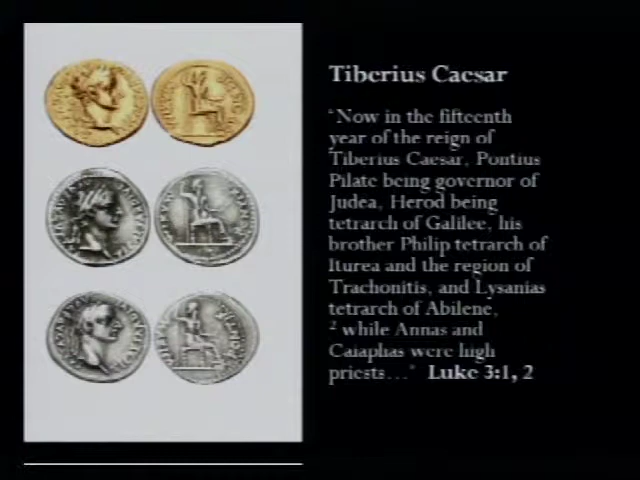 Tiberius Caesar
"Now in the fifteenth
year of the reign of
Tiberius Caesar, Pontius
Pilate being governor of
Judea, Herod being
tetrarch of Galilee, his
brother Philip tetrarch of
Iturea and the region of
Trachonitis, and Lysanias
tetrarch of Abilene,
² while Annas and
Caiaphas were high
priests…" Luke 3:1, 2